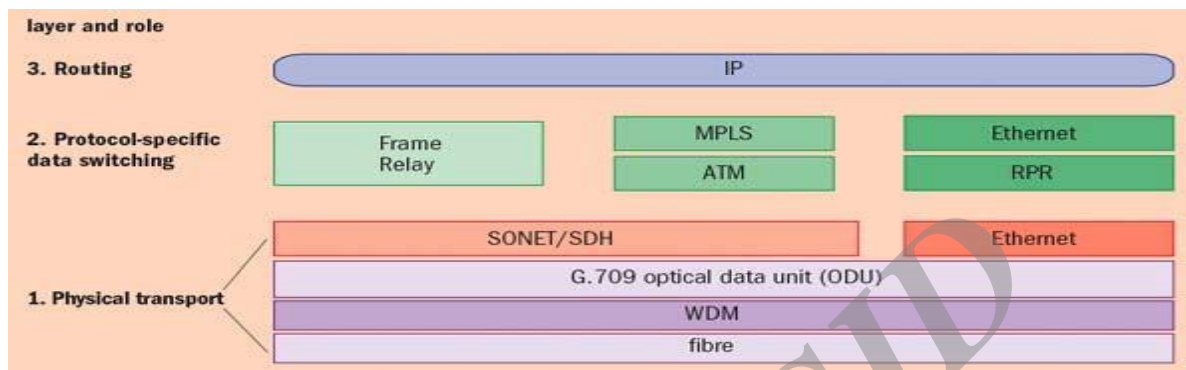 layer and role
3. Routing
IP
2. Protocol-specific
data switching
Frame
Relay
MPLS
ATM
Ethernet
RPR
1. Physical transport
SONET/SDH
Ethernet
G.709 optical data unit (ODU)
WDM
fibre